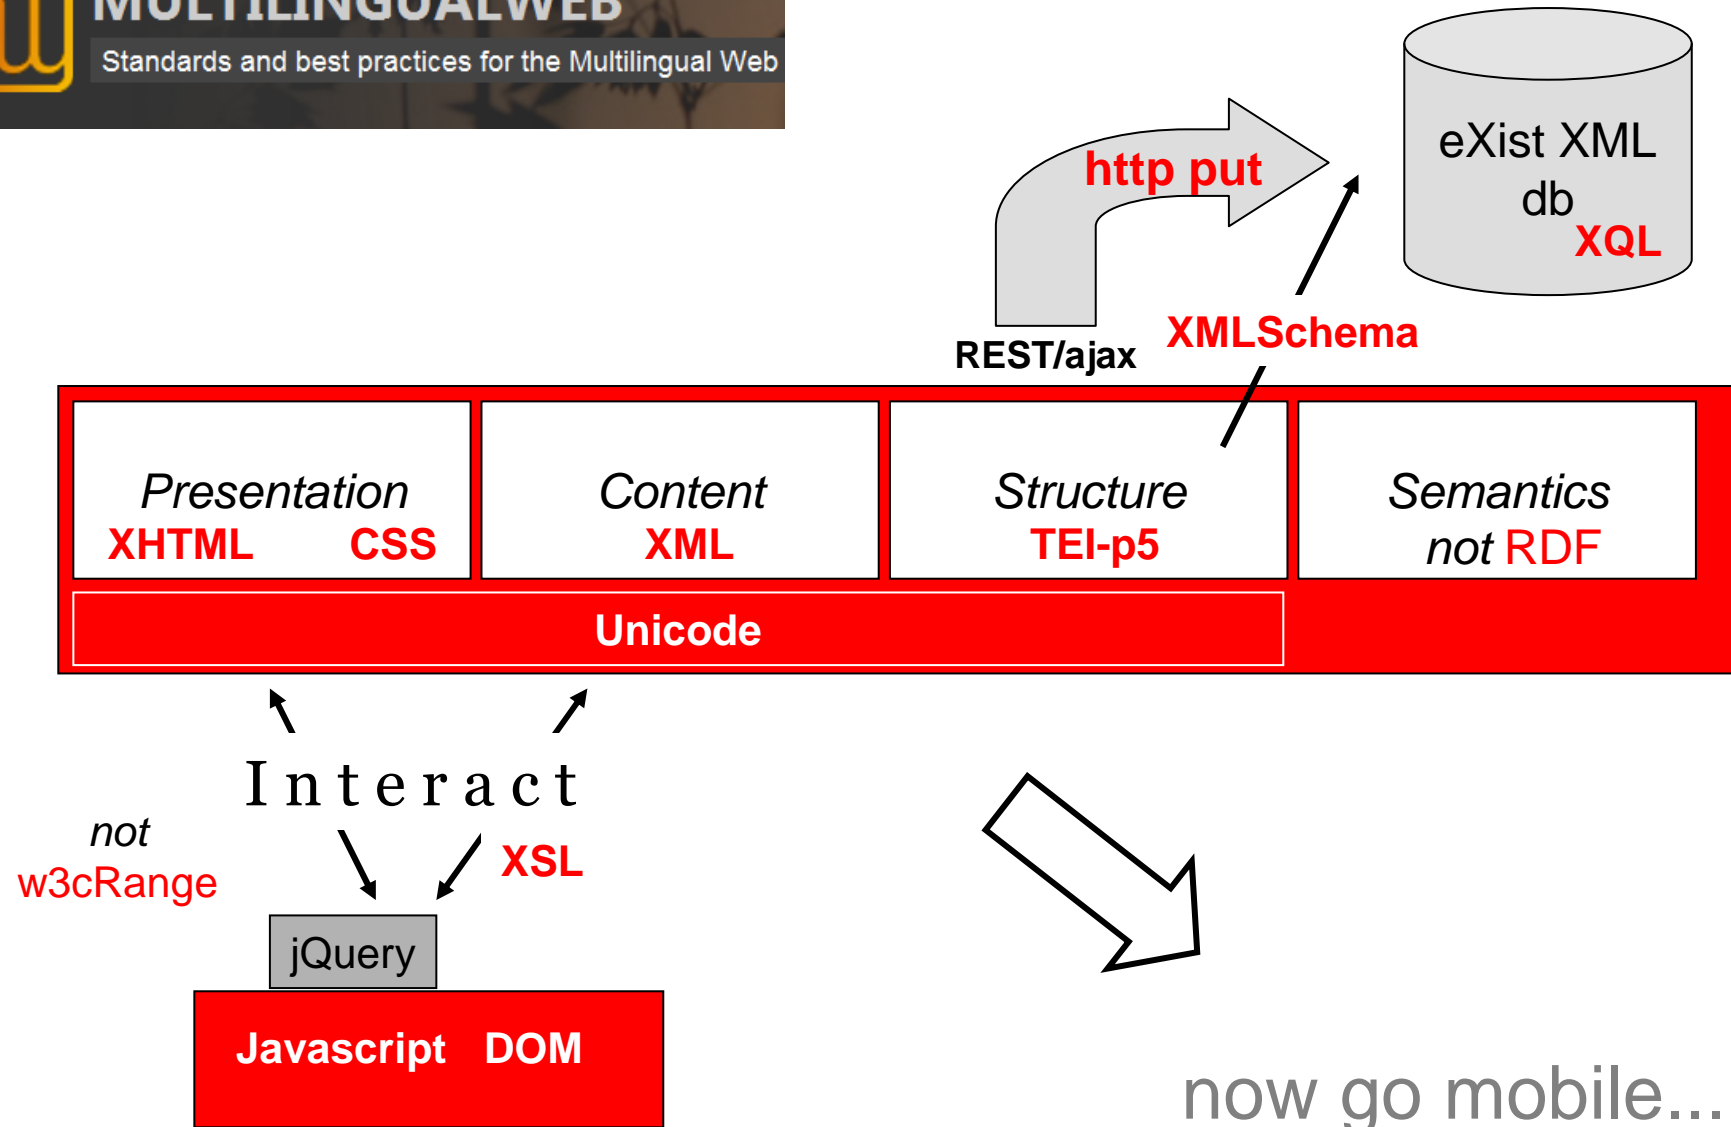 MULTILINGUALWEB
Standards and best practices for the Multilingual Web
http put
eXist XML
db
XQL
REST/ajax
XMLSchema
Presentation
XHTML CSS
Content
XML
Structure
TEI-p5
Semantics
not RDF
Unicode
Interact
not
w3cRange
XSL
jQuery
Javascript DOM
now go mobile...